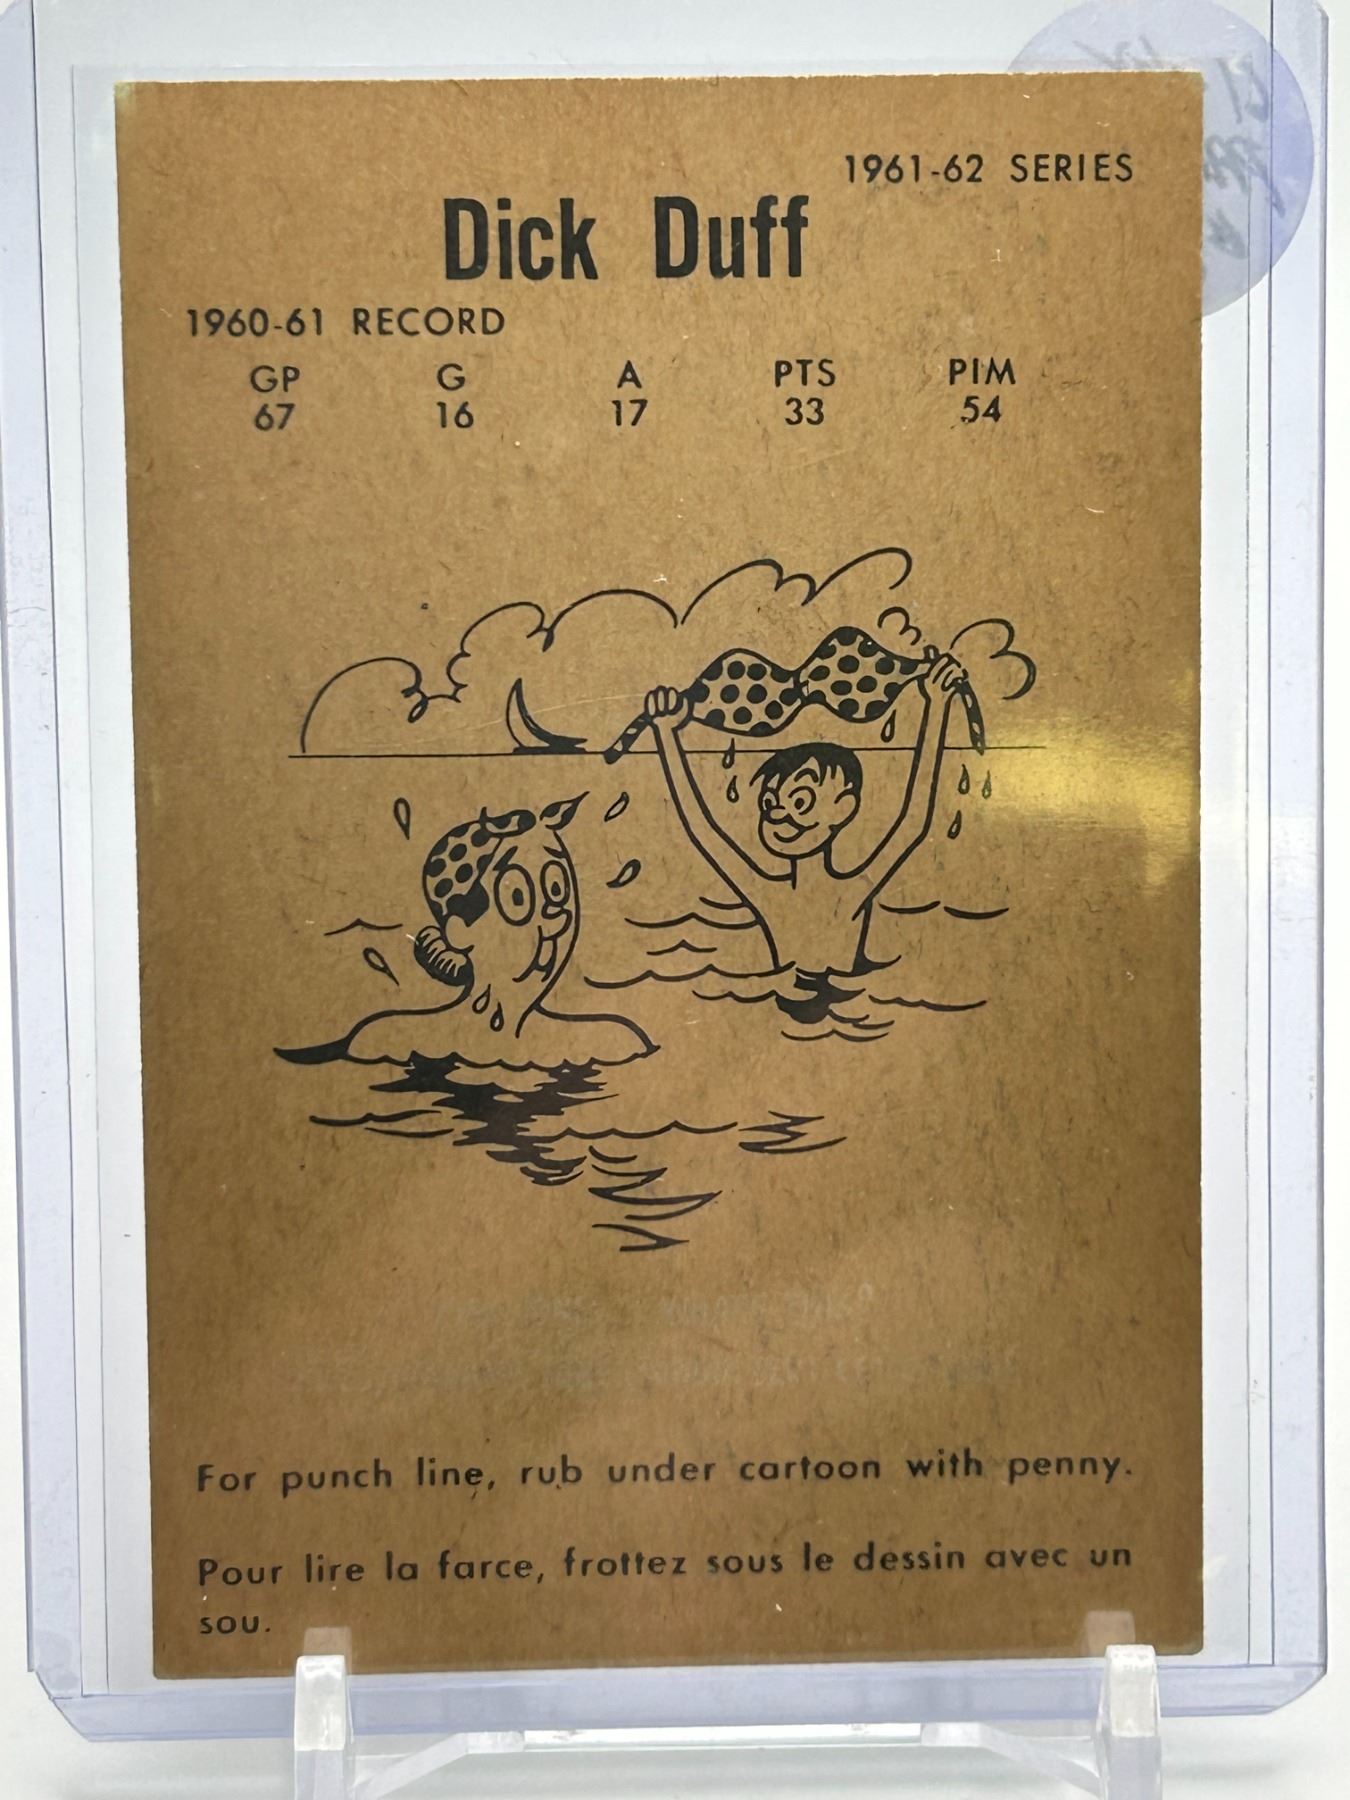 1961-62 SERIES
Dick Duff
1960-61 RECORD
GP G A PTS PIM
67 16 17 33 54
For punch line, rub under cartoon with penny.
Pour lire la farce, frottez sous le dessin avec un
sou.